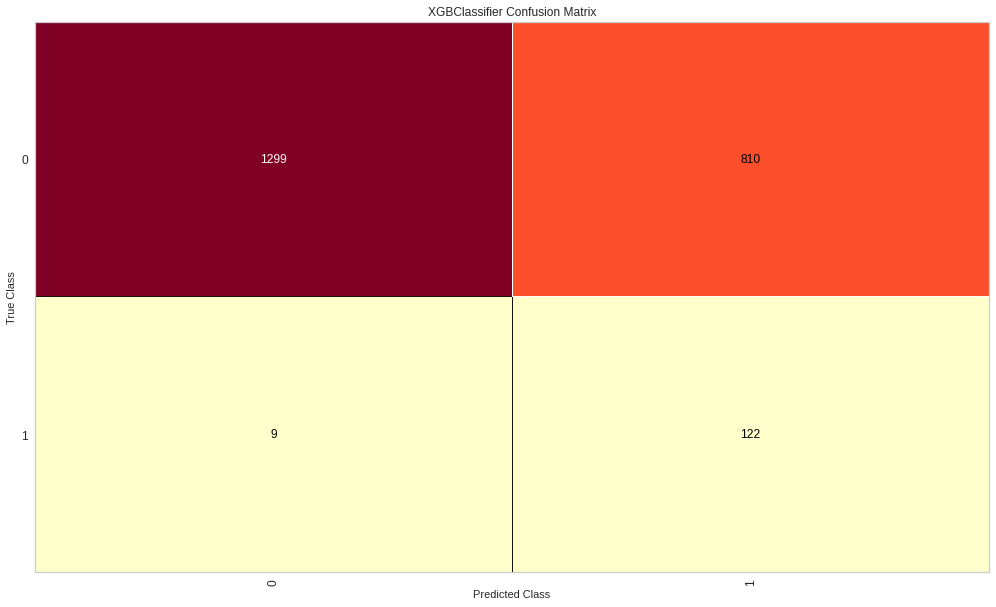 XGBClassifier Confusion Matrix
0
1299
810
True Class
1
9
122
0
1
Predicted Class